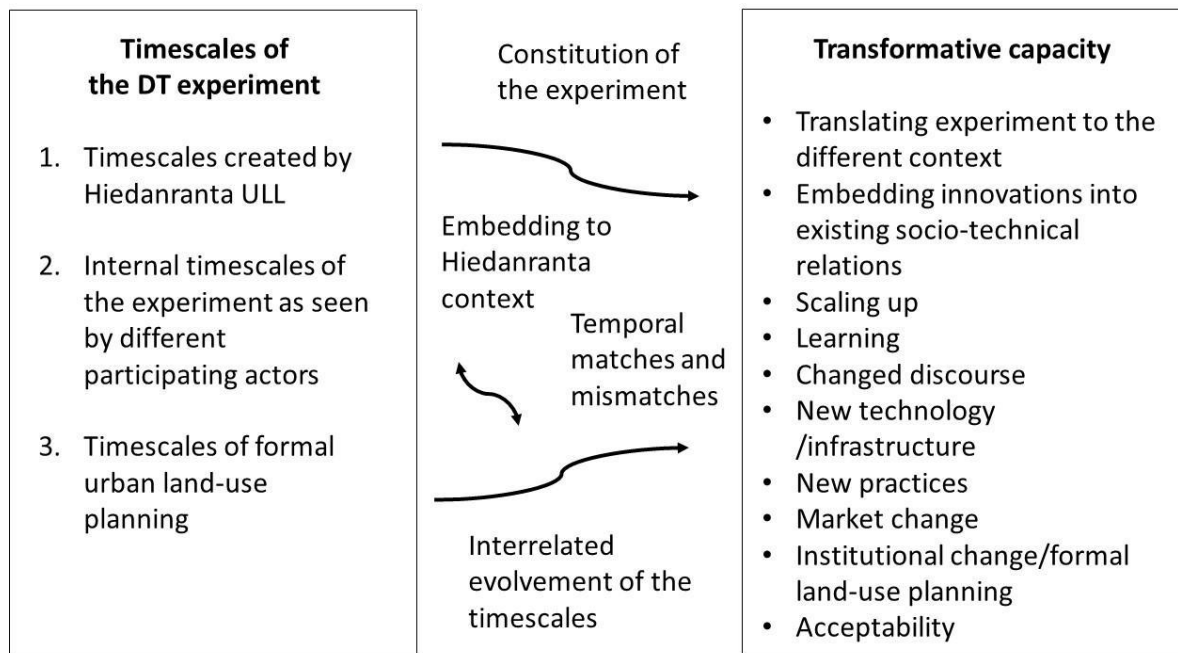 Timescales of
the DT experiment
1. Timescales created by
Hiedanranta ULL
2. Internal timescales of
the experiment as seen
by different
participating actors
3. Timescales of formal
urban land-use
planning
Constitution of
the experiment
Embedding to
Hiedanranta
context
Temporal
matches and
mismatches
Interrelated
evolvement of the
timescales
Transformative capacity
• Translating experiment to the
different context
• Embedding innovations into
existing socio-technical
relations
• Scaling up
• Learning
• Changed discourse
• New technology
/infrastructure
• New practices
• Market change
• Institutional change/formal
land-use planning
• Acceptability